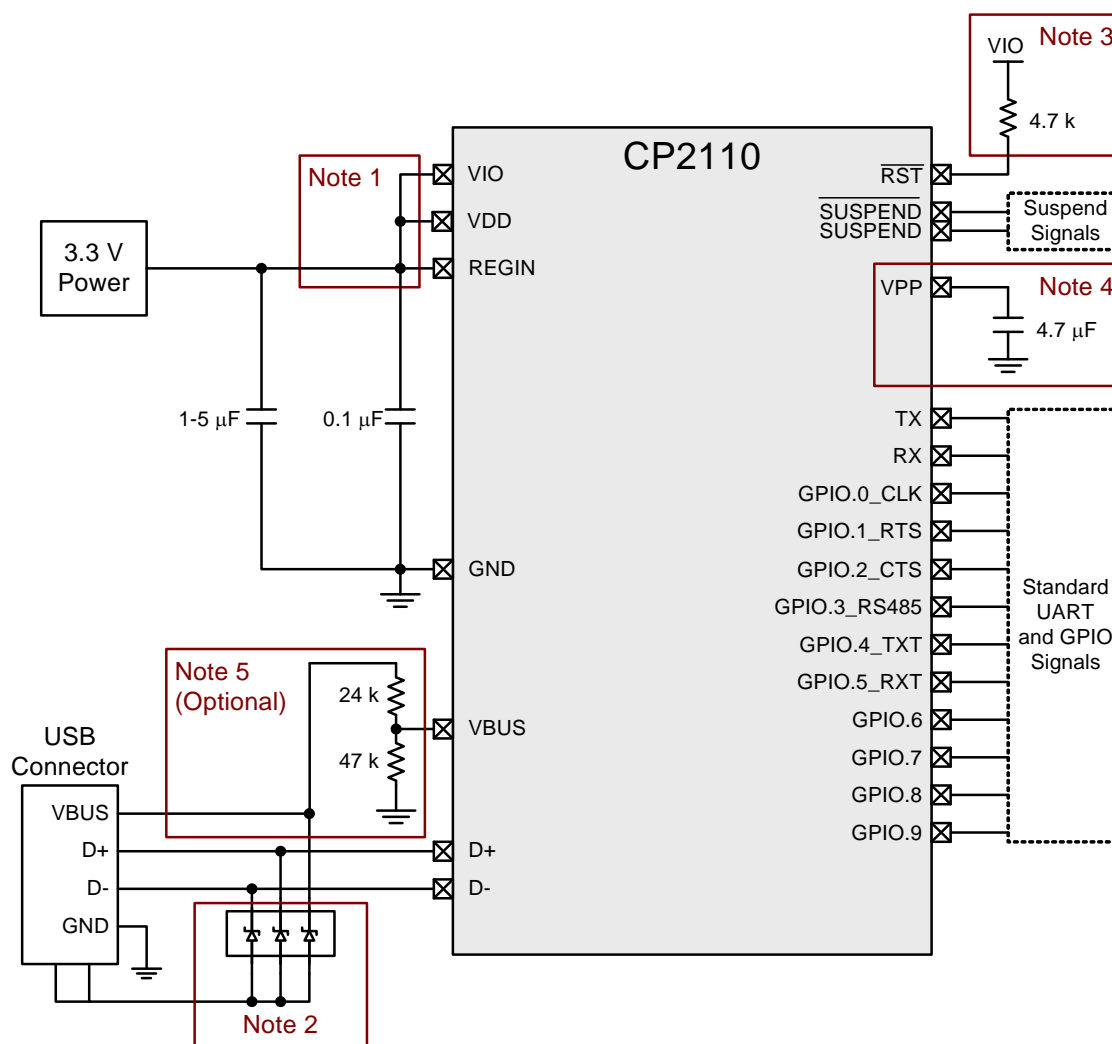 Note 3
VIO
4.7 k
CP2110
Note 1
VIO
RST
VDD
SUSPEND
SUSPEND
Suspend
Signals
3.3 V
Power
REGIN
VPP
Note 4
4.7 μF
1-5 μF
0.1 μF
TX
RX
GPIO.0_CLK
GPIO.1_RTS
GND
GPIO.2_CTS
GPIO.3_RS485
GPIO.4_TXT
GPIO.5_RXT
GPIO.6
GPIO.7
GPIO.8
GPIO.9
Standard
UART
and GPIO
Signals
Note 5
(Optional)
24 k
VBUS
47 k
USB
Connector
VBUS
D+
D-
GND
D+
D-
Note 2